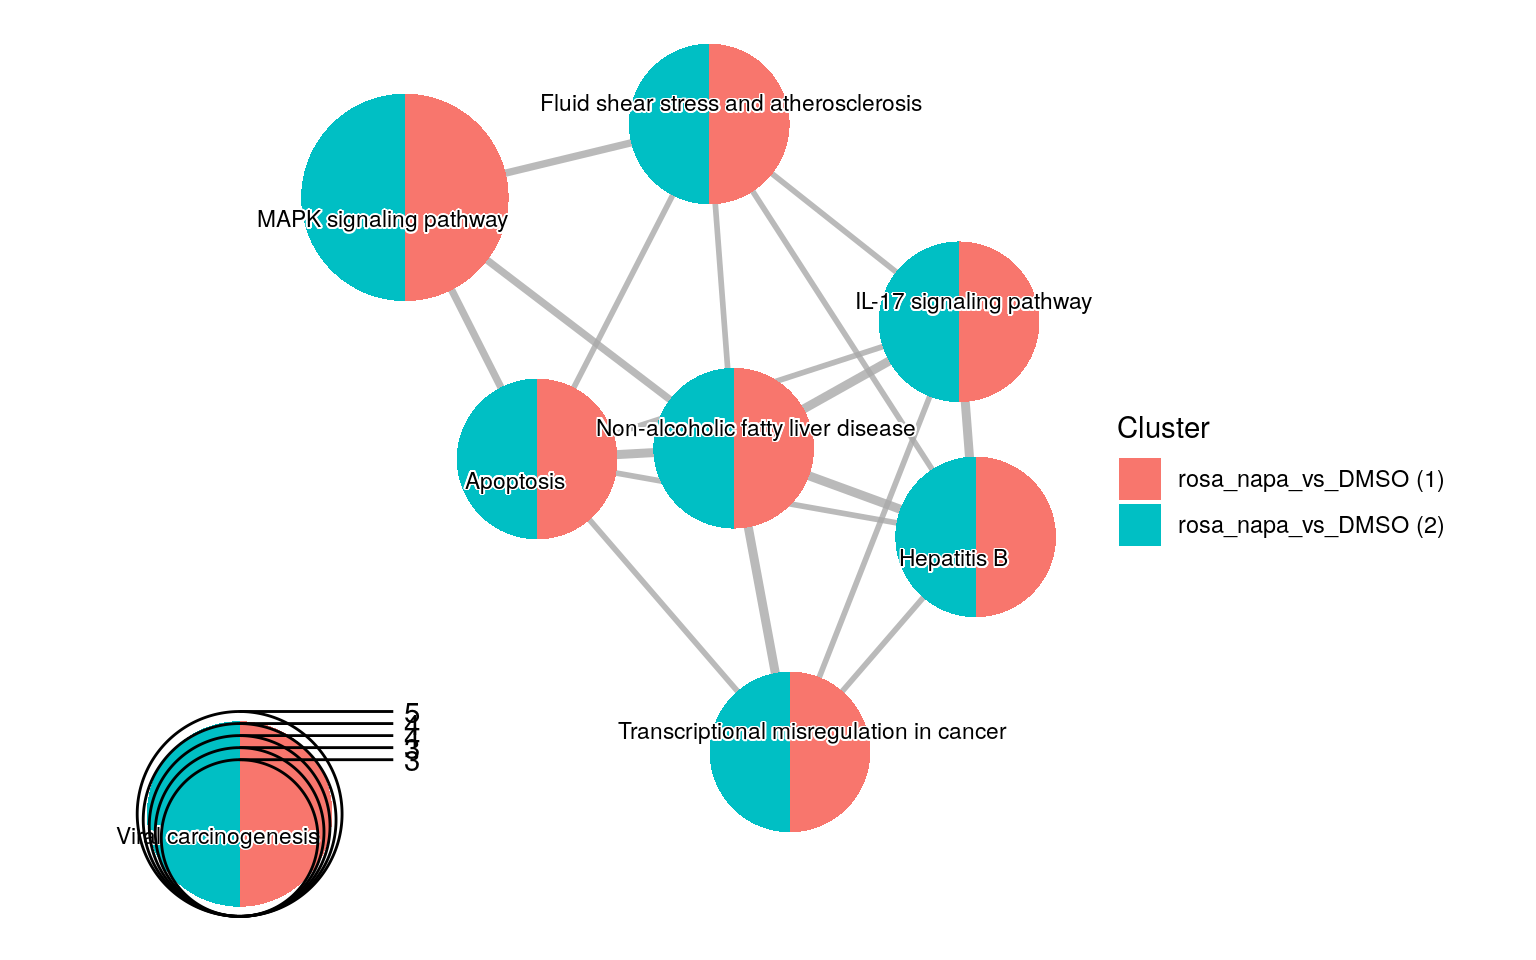 Fluid shear stress and atherosclerosis
MAPK signaling pathway
IL-17 signaling pathway
Non-alcoholic fatty liver disease
Apoptosis
Hepatitis B
Transcriptional misregulation in cancer
Viral carcinogenesis
5
4
4
3
3
Cluster
rosa_napa_vs_DMSO (1)
rosa_napa_vs_DMSO (2)